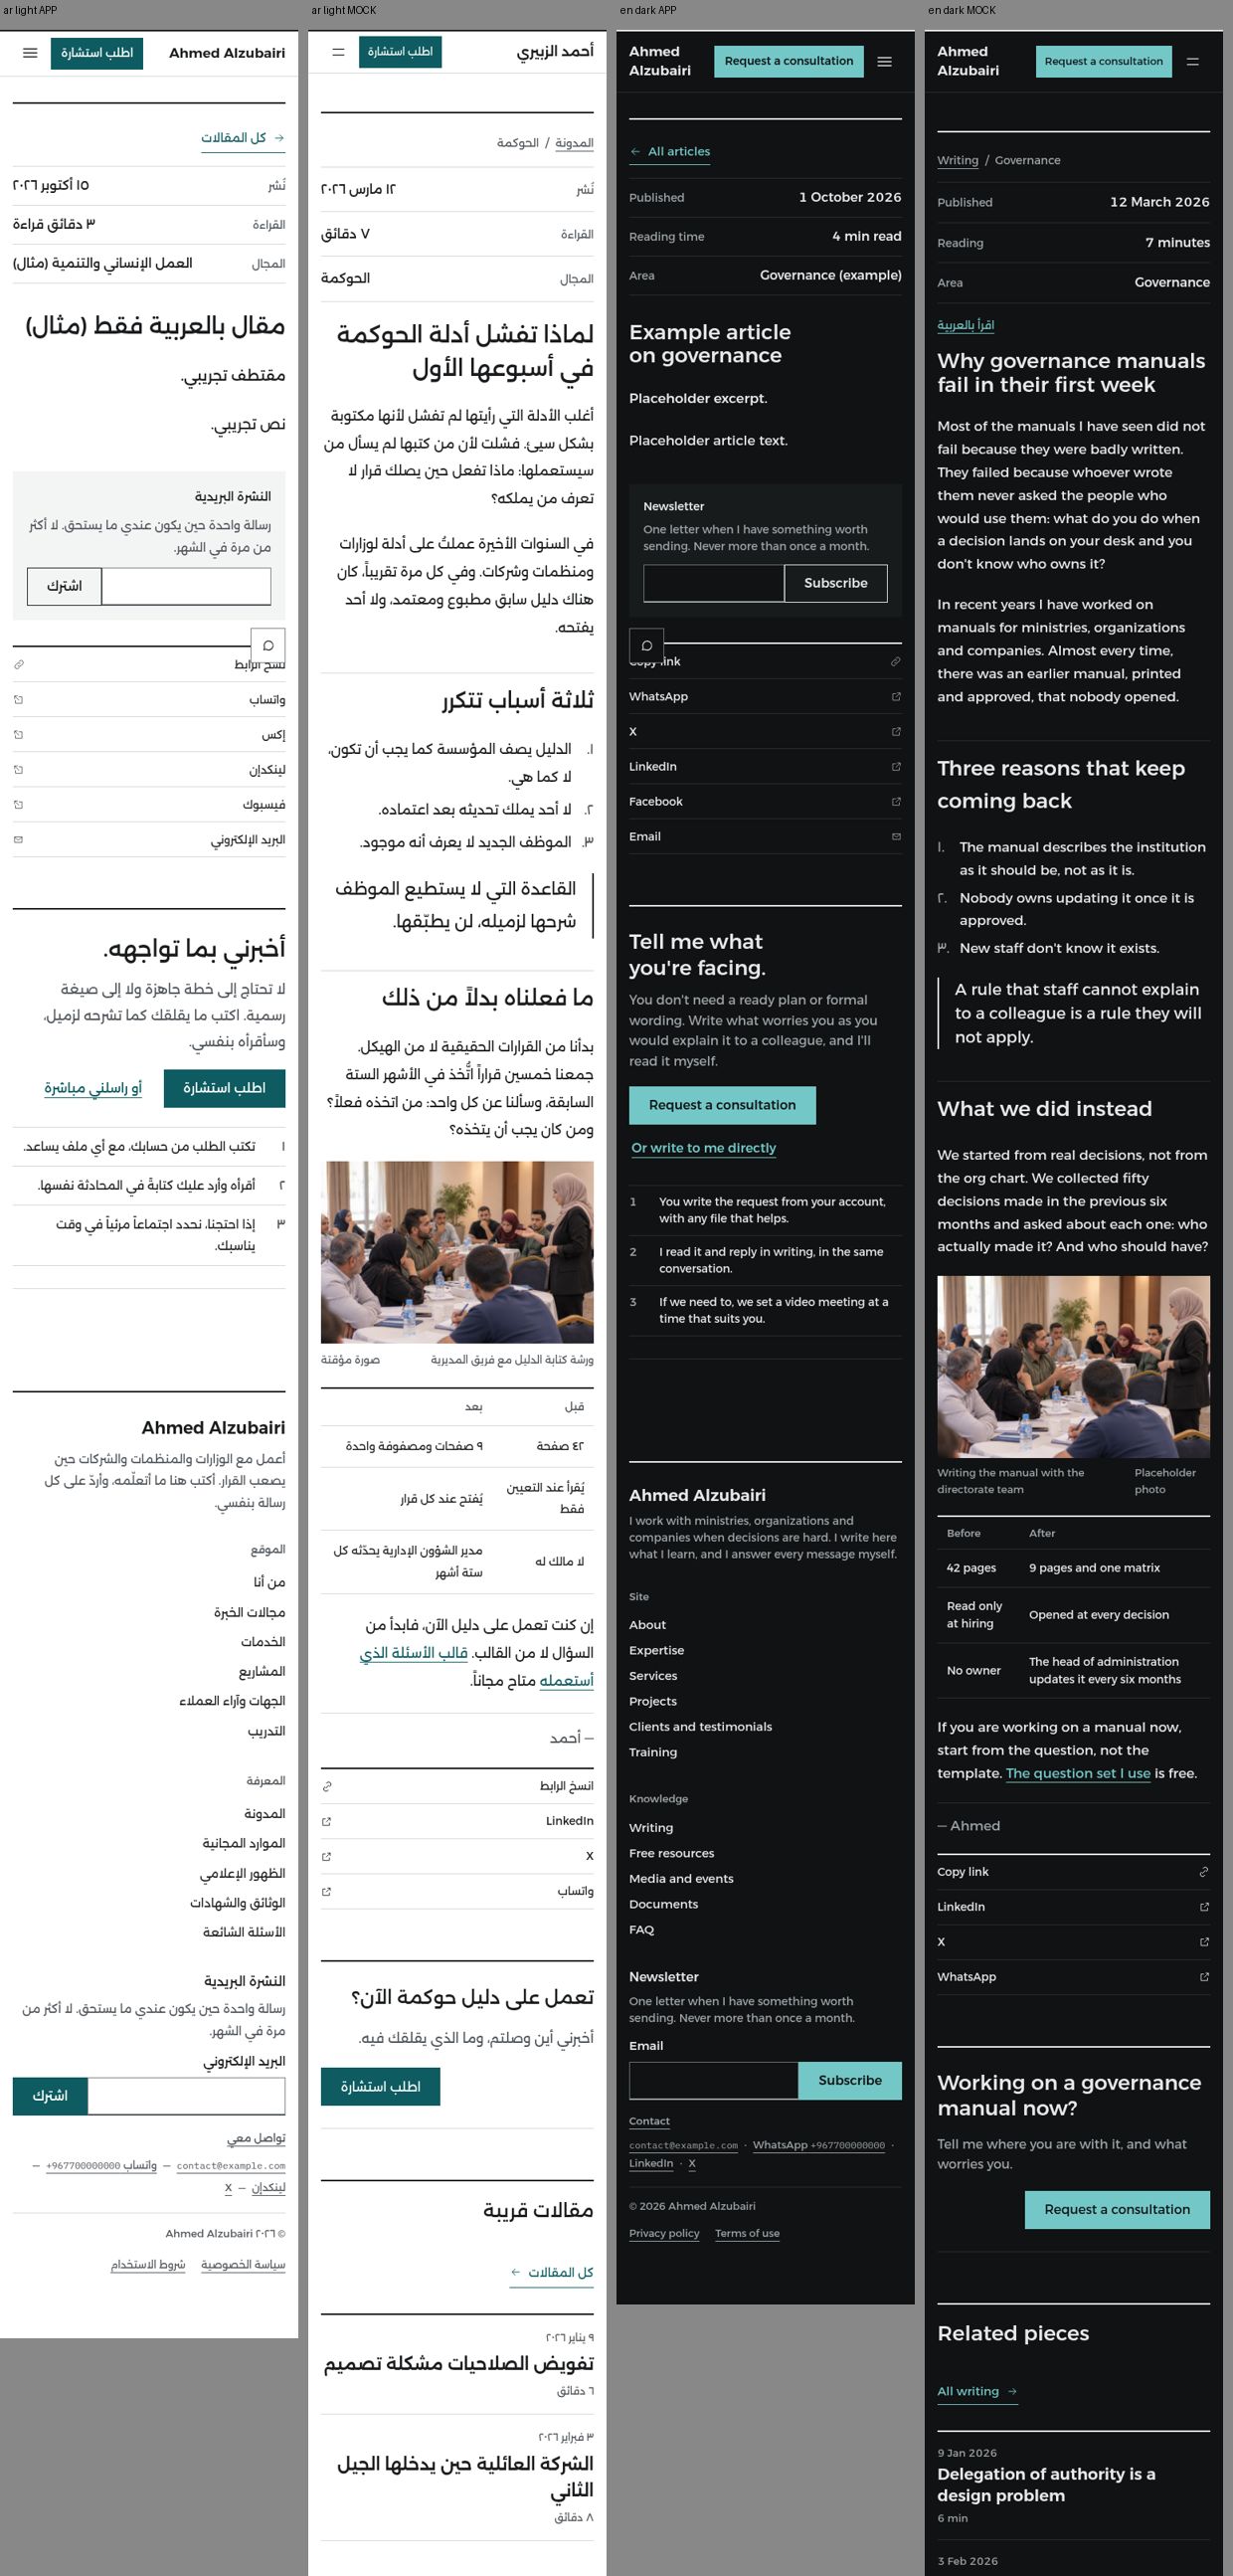 ar light APP
Ahmed Alzubairi
اطلب استشارة
كل المقالات
نُشر
١٥ أكتوبر ٢٠٢٦
القراءة
٣ دقائق قراءة
المجال
العمل الإنساني والتنمية (مثال)
مقال بالعربية فقط (مثال)
مقتطف تجريبي.
نص تجريبي.
النشرة البريدية
رسالة واحدة حين يكون عندي ما يستحق. لا أكثر
من مرة في الشهر.
اشترك
نسخ الرابط
واتساب
إكس
لينكدإن
فيسبوك
البريد الإلكتروني
أخبرني بما تواجهه.
لا تحتاج إلى خطة جاهزة ولا إلى صيغة
رسمية. اكتب ما يقلقك كما تشرحه لزميل،
وسأقرأه بنفسي.
اطلب استشارة
أو راسلني مباشرة
١ تكتب الطلب من حسابك، مع أي ملف يساعد.
٢ أقرأه وأرد عليك كتابةً في المحادثة نفسها.
٣ إذا احتجنا، نحدد اجتماعاً مرئياً في وقت
يناسبك.
Ahmed Alzubairi
أعمل مع الوزارات والمنظمات والشركات حين
يصعب القرار. أكتب هنا ما أتعلّمه، وأردّ على كل
رسالة بنفسي.
الموقع
من أنا
مجالات الخبرة
الخدمات
المشاريع
الجهات وآراء العملاء
التدريب
المعرفة
المدونة
الموارد المجانية
الظهور الإعلامي
الوثائق والشهادات
الأسئلة الشائعة
النشرة البريدية
رسالة واحدة حين يكون عندي ما يستحق. لا أكثر من
مرة في الشهر.
البريد الإلكتروني
اشترك
تواصل معي
contact@example.com — واتساب +967700000000 —
لينكدإن — X
© ٢٠٢٦ Ahmed Alzubairi
سياسة الخصوصية
شروط الاستخدام
ar light MOCK
أحمد الزبيري
اطلب استشارة
المدونة / الحوكمة
نُشر
١٢ مارس ٢٠٢٦
القراءة
٧ دقائق
المجال
الحوكمة
لماذا تفشل أدلة الحوكمة
في أسبوعها الأول
أغلب الأدلة التي رأيتها لم تفشل لأنها مكتوبة
بشكل سيئ. فشلت لأن من كتبها لم يسأل من
سيستعملها: ماذا تفعل حين يصلك قرار لا
تعرف من يملكه؟
في السنوات الأخيرة عملتُ على أدلة لوزارات
ومنظمات وشركات. وفي كل مرة تقريباً، كان
هناك دليل سابق مطبوع ومعتمد، ولا أحد
يفتحه.
ثلاثة أسباب تتكرر
١. الدليل يصف المؤسسة كما يجب أن تكون،
لا كما هي.
٢. لا أحد يملك تحديثه بعد اعتماده.
٣. الموظف الجديد لا يعرف أنه موجود.
القاعدة التي لا يستطيع الموظف
شرحها لزميله، لن يطبّقها.
ما فعلناه بدلاً من ذلك
بدأنا من القرارات الحقيقية لا من الهيكل.
جمعنا خمسين قراراً اتُّخذ في الأشهر الستة
السابقة، وسألنا عن كل واحد: من اتخذه فعلاً؟
ومن كان يجب أن يتخذه؟
ورشة كتابة الدليل مع فريق المديرية
صورة مؤقتة
قبل
بعد
٤٢ صفحة
٩ صفحات ومصفوفة واحدة
يُقرأ عند التعيين
فقط
يُفتح عند كل قرار
لا مالك له
مدير الشؤون الإدارية يحدّثه كل
ستة أشهر
إن كنت تعمل على دليل الآن، فابدأ من
السؤال لا من القالب. قالب الأسئلة الذي
أستعمله متاح مجاناً.
— أحمد
انسخ الرابط
LinkedIn
X
واتساب
تعمل على دليل حوكمة الآن؟
أخبرني أين وصلتم، وما الذي يقلقك فيه.
اطلب استشارة
مقالات قريبة
كل المقالات
٩ يناير ٢٠٢٦
تفويض الصلاحيات مشكلة تصميم
٦ دقائق
٣ فبراير ٢٠٢٦
الشركة العائلية حين يدخلها الجيل
الثاني
٨ دقائق
en dark APP
Ahmed
Alzubairi
Request a consultation
All articles
Published
1 October 2026
Reading time
4 min read
Area
Governance (example)
Example article
on governance
Placeholder excerpt.
Placeholder article text.
Newsletter
One letter when I have something worth
sending. Never more than once a month.
Subscribe
Copy link
WhatsApp
X
LinkedIn
Facebook
Email
Tell me what
you're facing.
You don't need a ready plan or formal
wording. Write what worries you as you
would explain it to a colleague, and I'll
read it myself.
Request a consultation
Or write to me directly
1 You write the request from your account,
with any file that helps.
2 I read it and reply in writing, in the same
conversation.
3 If we need to, we set a video meeting at a
time that suits you.
Ahmed Alzubairi
I work with ministries, organizations and
companies when decisions are hard. I write here
what I learn, and I answer every message myself.
Site
About
Expertise
Services
Projects
Clients and testimonials
Training
Knowledge
Writing
Free resources
Media and events
Documents
FAQ
Newsletter
One letter when I have something worth
sending. Never more than once a month.
Email
Subscribe
Contact
contact@example.com · WhatsApp +967700000000 ·
LinkedIn · X
© 2026 Ahmed Alzubairi
Privacy policy
Terms of use
en dark MOCK
Ahmed
Alzubairi
Request a consultation
Writing / Governance
Published
12 March 2026
Reading
7 minutes
Area
Governance
اقرأ بالعربية
Why governance manuals
fail in their first week
Most of the manuals I have seen did not
fail because they were badly written.
They failed because whoever wrote
them never asked the people who
would use them: what do you do when
a decision lands on your desk and you
don't know who owns it?
In recent years I have worked on
manuals for ministries, organizations
and companies. Almost every time,
there was an earlier manual, printed
and approved, that nobody opened.
Three reasons that keep
coming back
١. The manual describes the institution
as it should be, not as it is.
٢. Nobody owns updating it once it is
approved.
٣. New staff don't know it exists.
A rule that staff cannot explain
to a colleague is a rule they will
not apply.
What we did instead
We started from real decisions, not from
the org chart. We collected fifty
decisions made in the previous six
months and asked about each one: who
actually made it? And who should have?
Writing the manual with the
directorate team
Placeholder
photo
Before
After
42 pages
9 pages and one matrix
Read only
at hiring
Opened at every decision
No owner
The head of administration
updates it every six months
If you are working on a manual now,
start from the question, not the
template. The question set I use is free.
— Ahmed
Copy link
LinkedIn
X
WhatsApp
Working on a governance
manual now?
Tell me where you are with it, and what
worries you.
Request a consultation
Related pieces
All writing
9 Jan 2026
Delegation of authority is a
design problem
6 min
3 Feb 2026